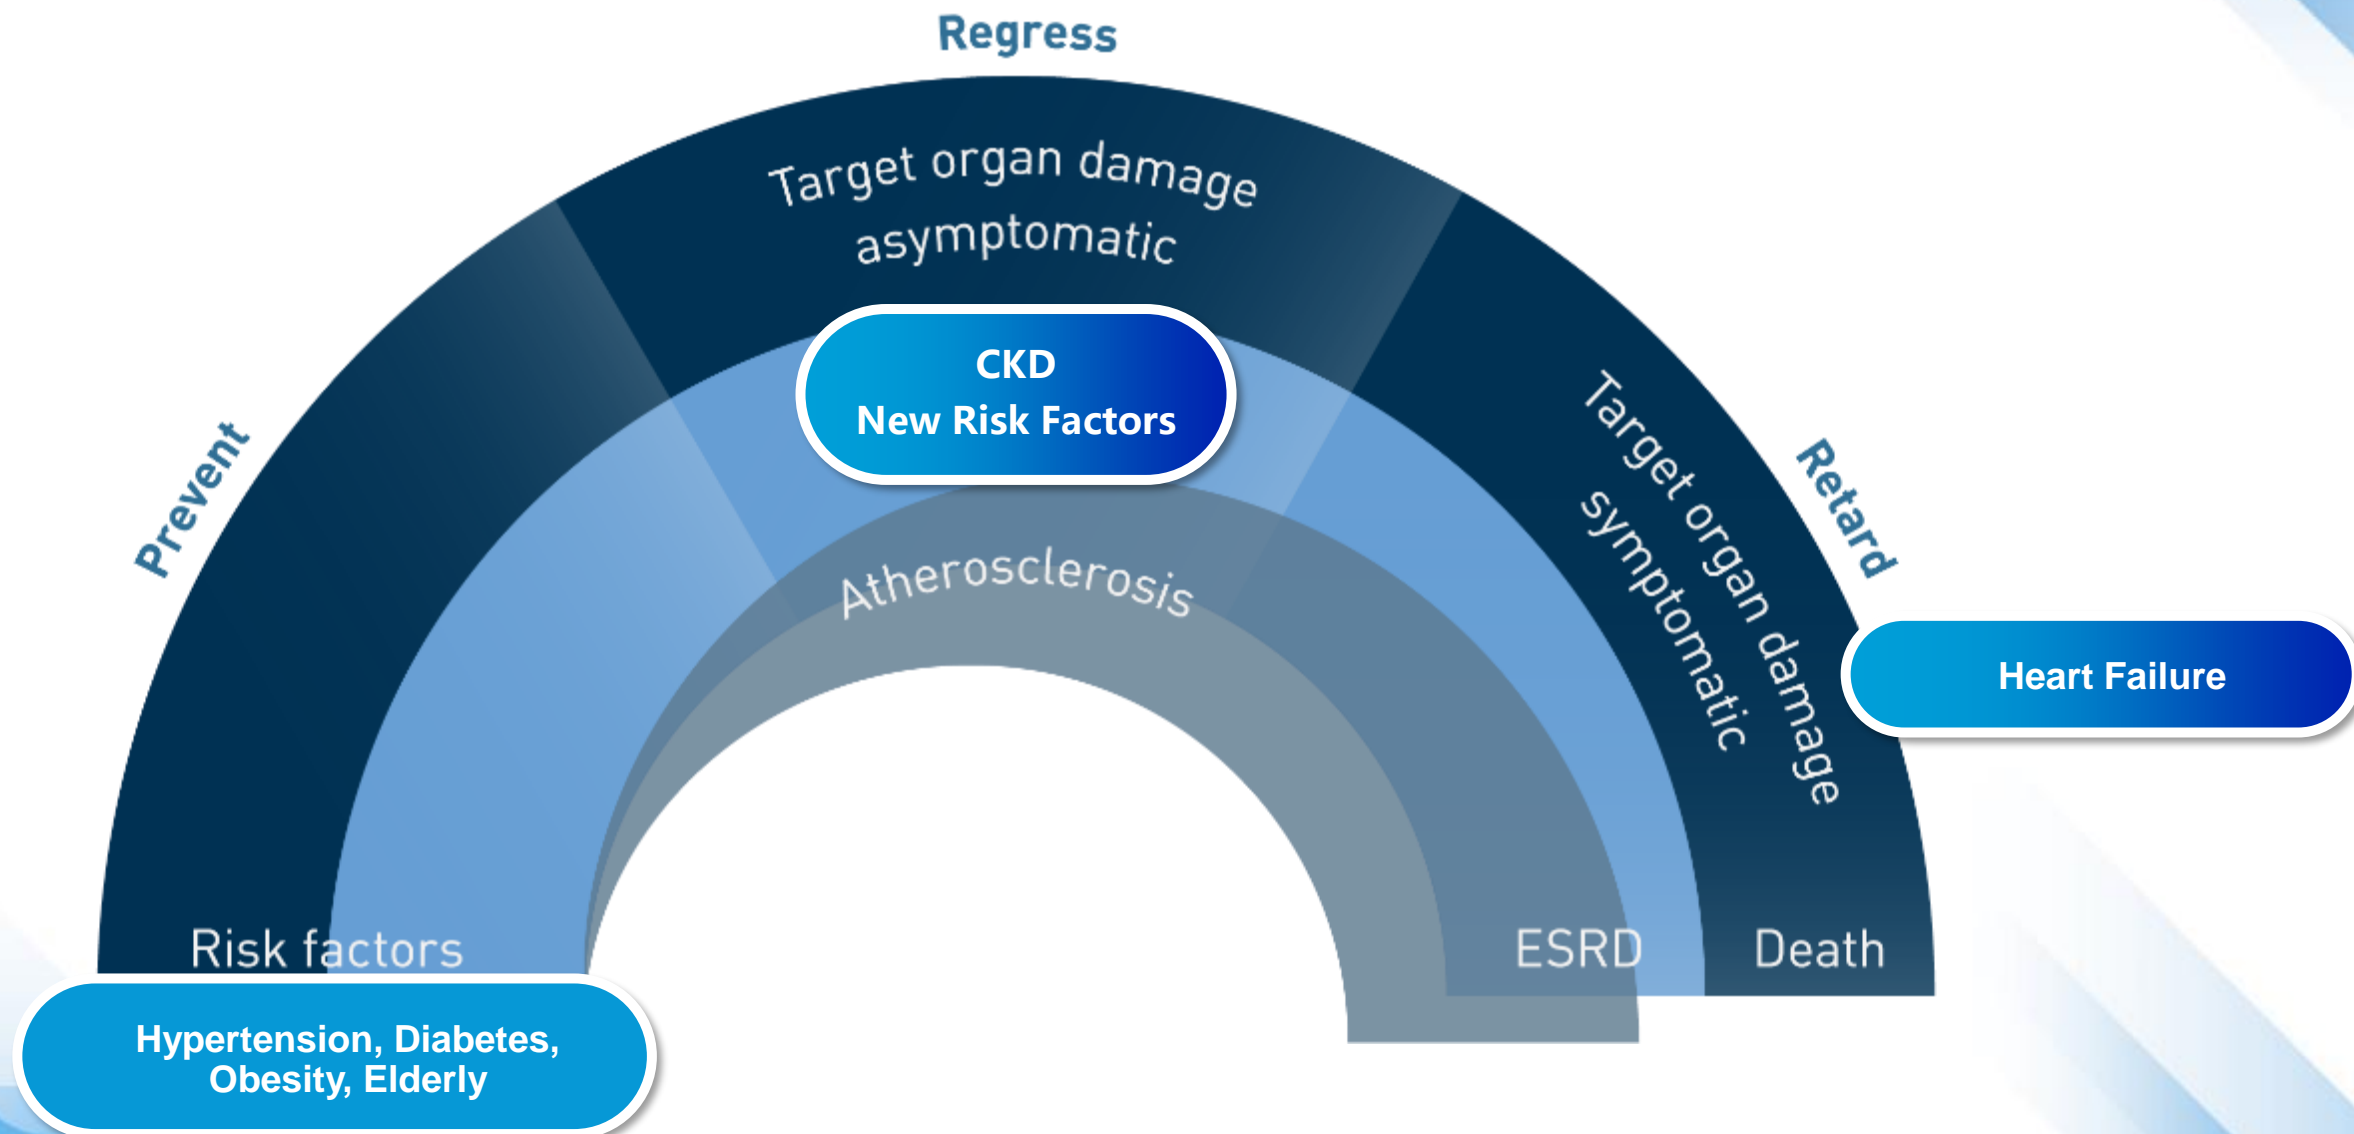 Regress
Target organ damage
asymptomatic
CKD
New Risk Factors
Prevent
Atherosclerosis
Target organ damage
symptomatic
Retard
Heart Failure
Risk factors
ESRD
Death
Hypertension, Diabetes,
Obesity, Elderly